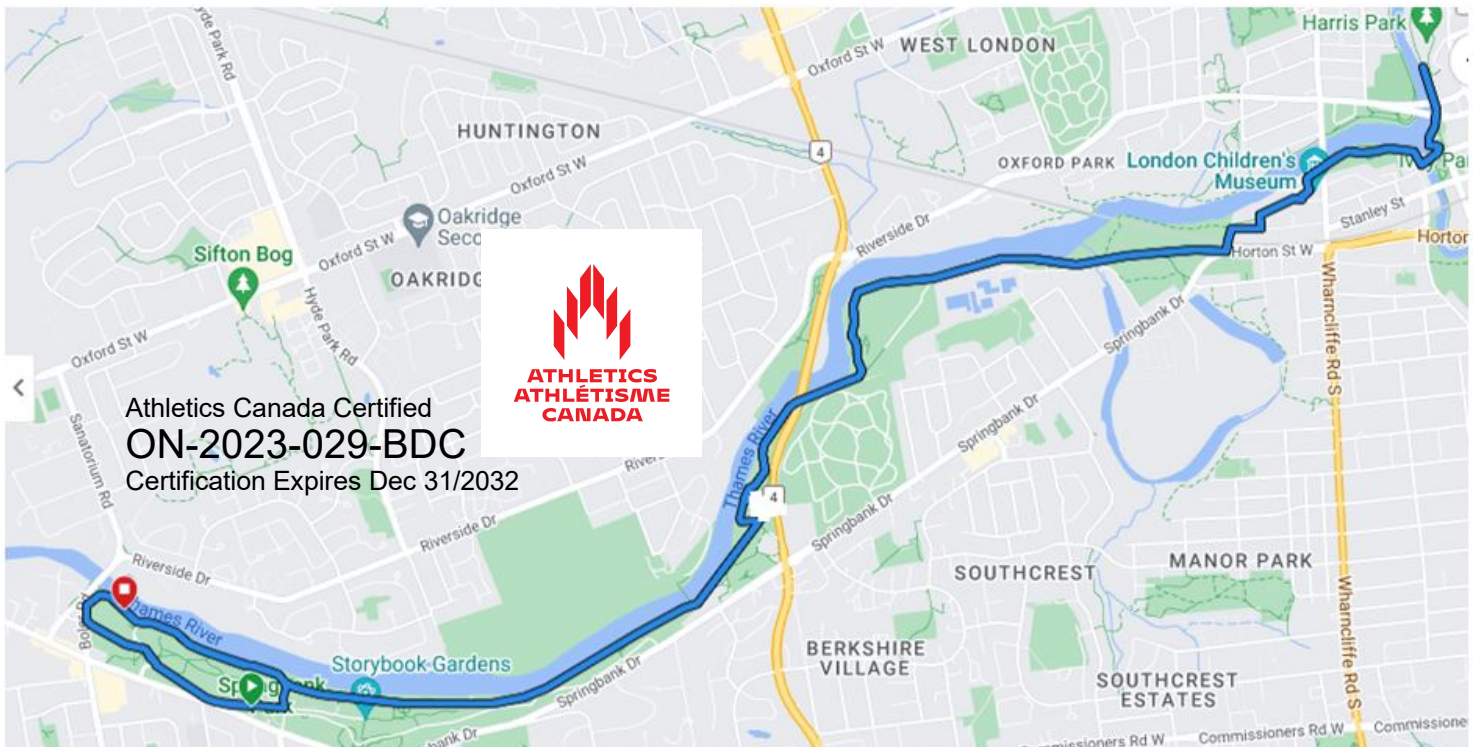 Hyde Park Rd
Oxford St W
WEST LONDON
Harris Park
HUNTINGTON
4
OXFORD PARK
London Children's
Museum
Oxford St W
Oakridge
Riverside Dr
Stanley St
Sifton Bog
Oxford St W
OAKRIDG
Horton St W
Horton
Hyde Park Rd
Springbank Dr
Wharncliffe Rd S
Oxford St W
ATHLETICS
ATHLÉTISME
CANADA
Athletics Canada Certified
ON-2023-029-BDC
Certification Expires Dec 31/2032
Springbank Dr
Sanatorium Rd
Thames River
4
Riverside Dr
Springbank Dr
Riverside Dr
SOUTHCREST
MANOR PARK
Thames River
Wharncliffe Rd S
BERKSHIRE
VILLAGE
Storybook Gardens
Springbank Dr
SOUTHCREST
ESTATES
Commissioners Rd W
Commissione